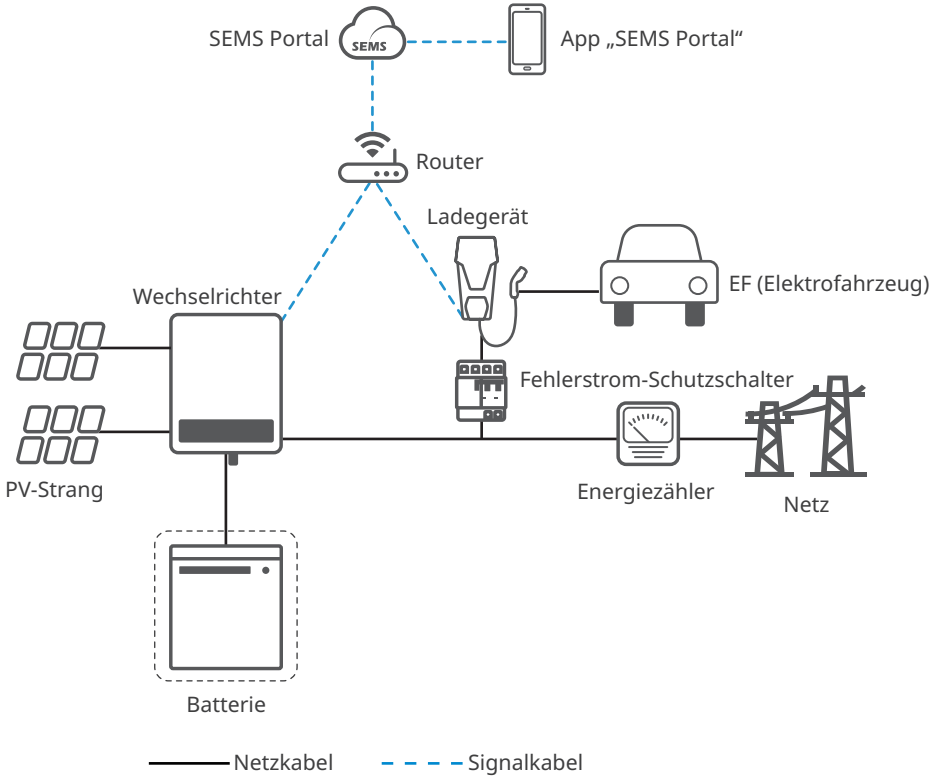 SEMS Portal
SEMS
App „SEMS Portal“
Router
Ladegerät
EF (Elektrofahrzeug)
Wechselrichter
Fehlerstrom-Schutzschalter
PV-Strang
Energiezähler
Netz
Batterie
Netzkabel
Signalkabel